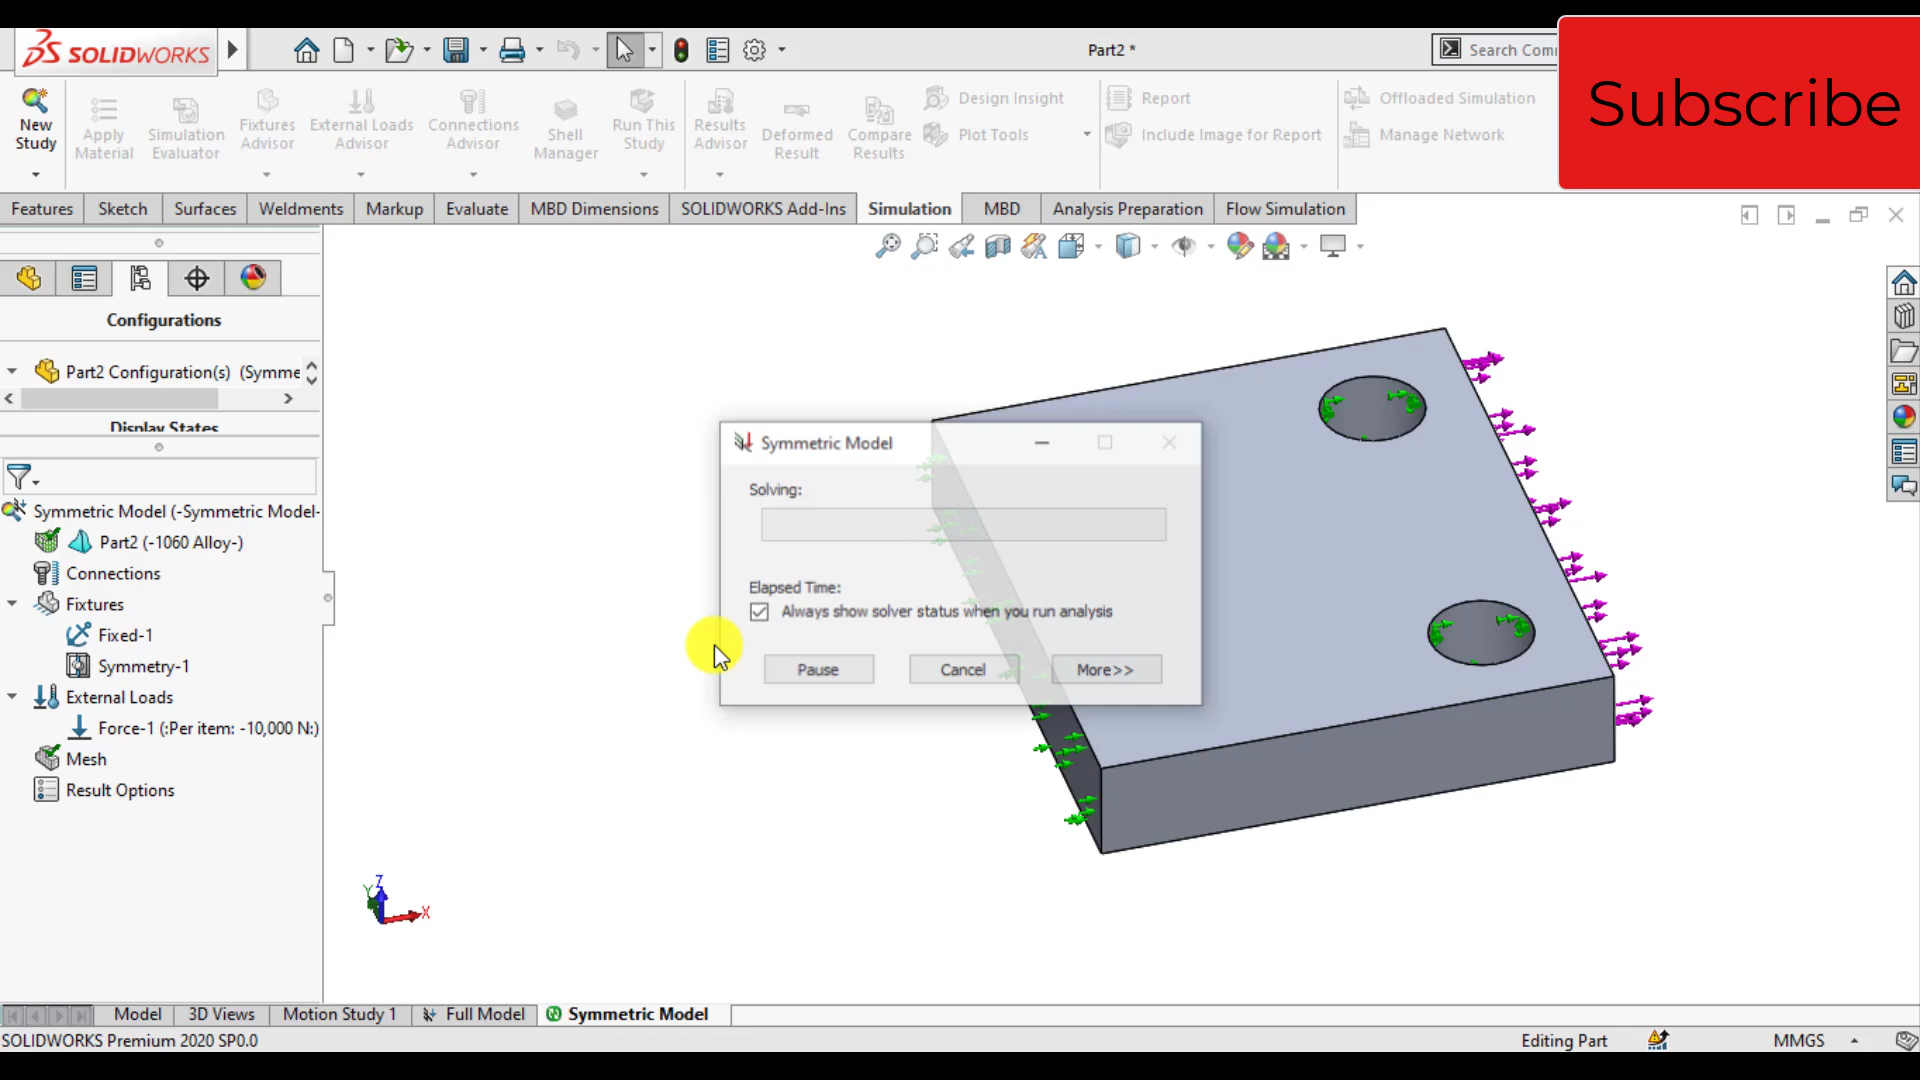 SOLIDWORKS
Part2 *
Search Com
Subscribe
New Study
Apply Material
Simulation Evaluator
Fixtures Advisor
External Loads Advisor
Connections Advisor
Shell Manager
Run This Study
Results Advisor
Deformed Result
Compare Results
Design Insight
Plot Tools
Report
Include Image for Report
Offloaded Simulation
Manage Network
Features
Sketch
Surfaces
Weldments
Markup
Evaluate
MBD Dimensions
SOLIDWORKS Add-Ins
Simulation
MBD
Analysis Preparation
Flow Simulation
Configurations
Part2 Configuration(s) (Symme
Display States
Symmetric Model (-Symmetric Model-
Part2 (-1060 Alloy-)
Connections
Fixtures
Fixed-1
Symmetry-1
External Loads
Force-1 (:Per item: -10,000 N:)
Mesh
Result Options
Symmetric Model
Solving:
Elapsed Time:
Always show solver status when you run analysis
Pause
Cancel
More>>
Z
Y
X
Model
3D Views
Motion Study 1
Full Model
Symmetric Model
SOLIDWORKS Premium 2020 SP0.0
Editing Part
MMGS